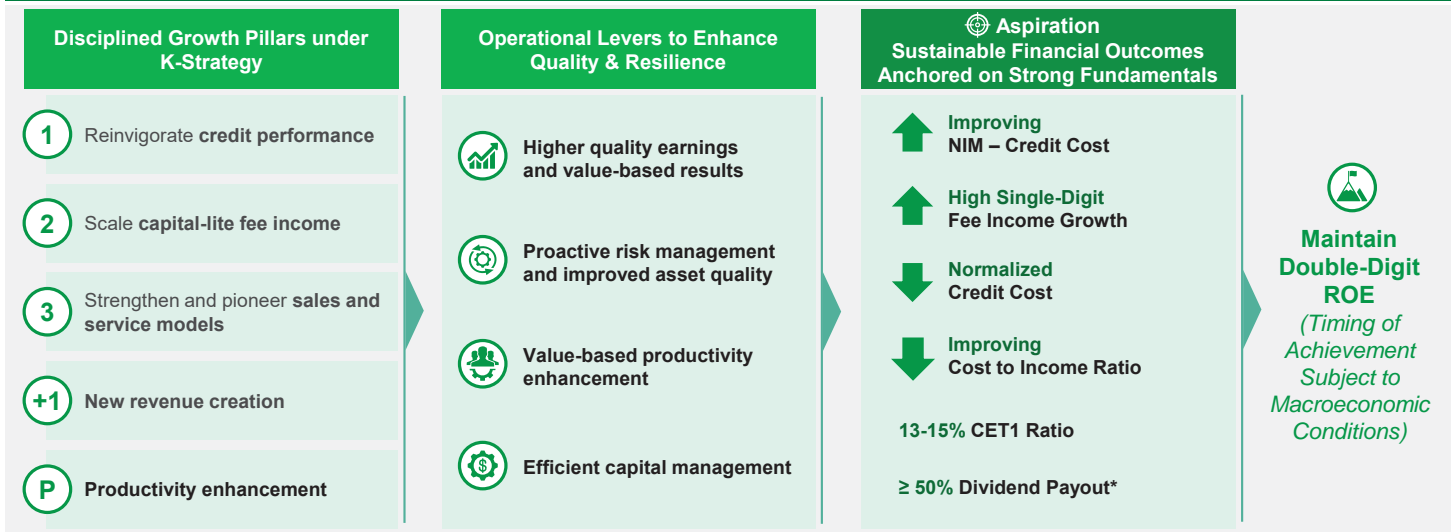 Disciplined Growth Pillars under
K-Strategy
1
Reinvigorate credit performance
2
Scale capital-lite fee income
3
Strengthen and pioneer sales and
service models
+1
New revenue creation
P
Productivity enhancement
Operational Levers to Enhance
Quality & Resilience
Higher quality earnings
and value-based results
Proactive risk management
and improved asset quality
Value-based productivity
enhancement
$
Efficient capital management
Aspiration
Sustainable Financial Outcomes
Anchored on Strong Fundamentals
Improving
NIM – Credit Cost
High Single-Digit
Fee Income Growth
Normalized
Credit Cost
Improving
Cost to Income Ratio
13-15% CET1 Ratio
≥ 50% Dividend Payout*
Maintain
Double-Digit
ROE
(Timing of
Achievement
Subject to
Macroeconomic
Conditions)